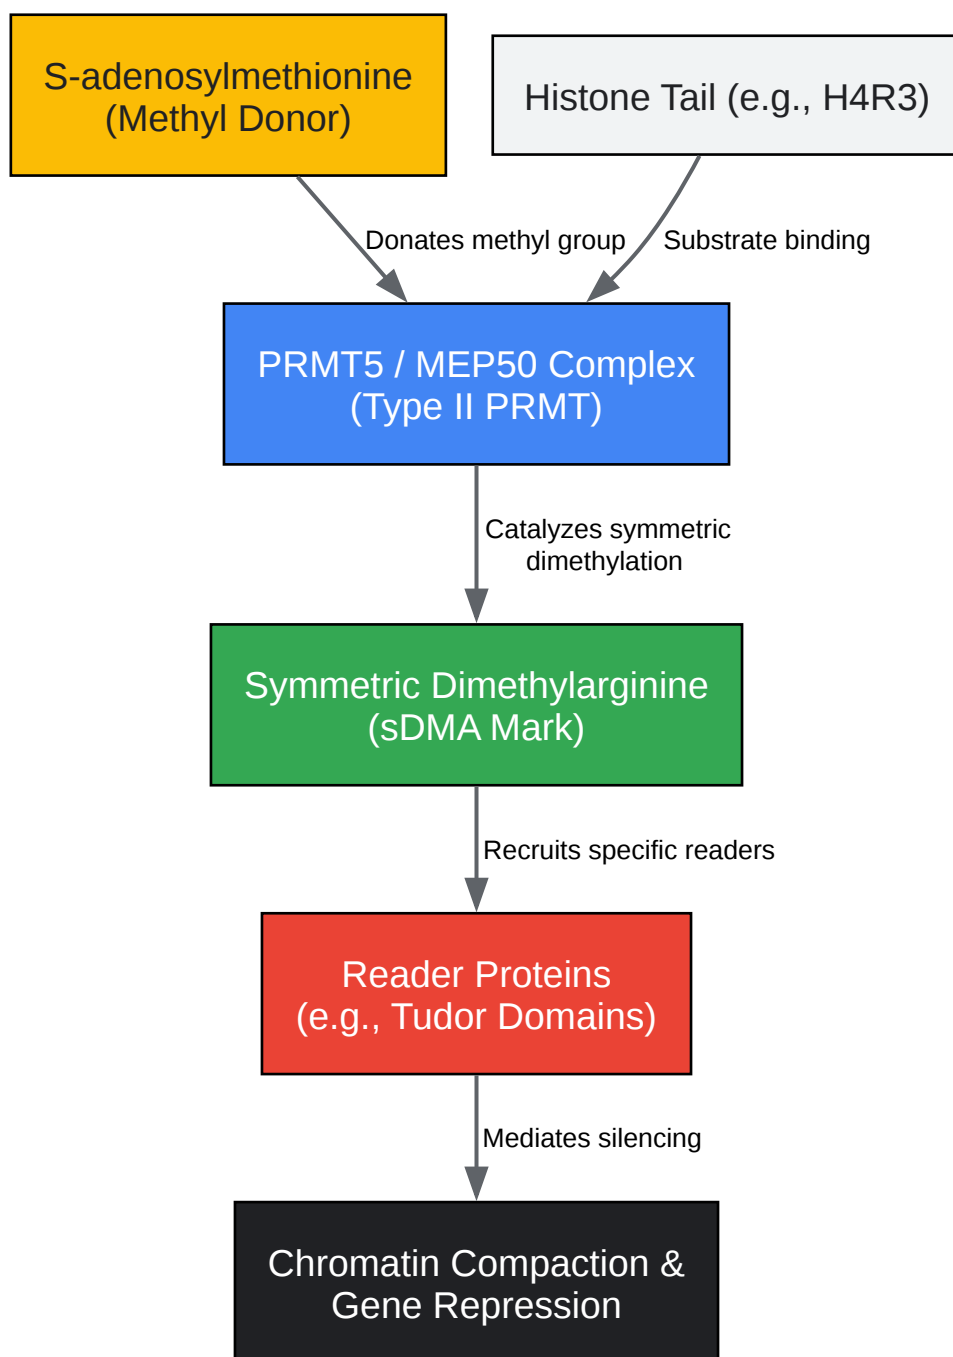 S-adenosylmethionine
(Methyl Donor)
Histone Tail (e.g., H4R3)
Donates methyl group
Substrate binding
PRMT5 / MEP50 Complex
(Type II PRMT)
Catalyzes symmetric
dimethylation
Symmetric Dimethylarginine
(sDMA Mark)
Recruits specific readers
Reader Proteins
(e.g., Tudor Domains)
Mediates silencing
Chromatin Compaction &
Gene Repression